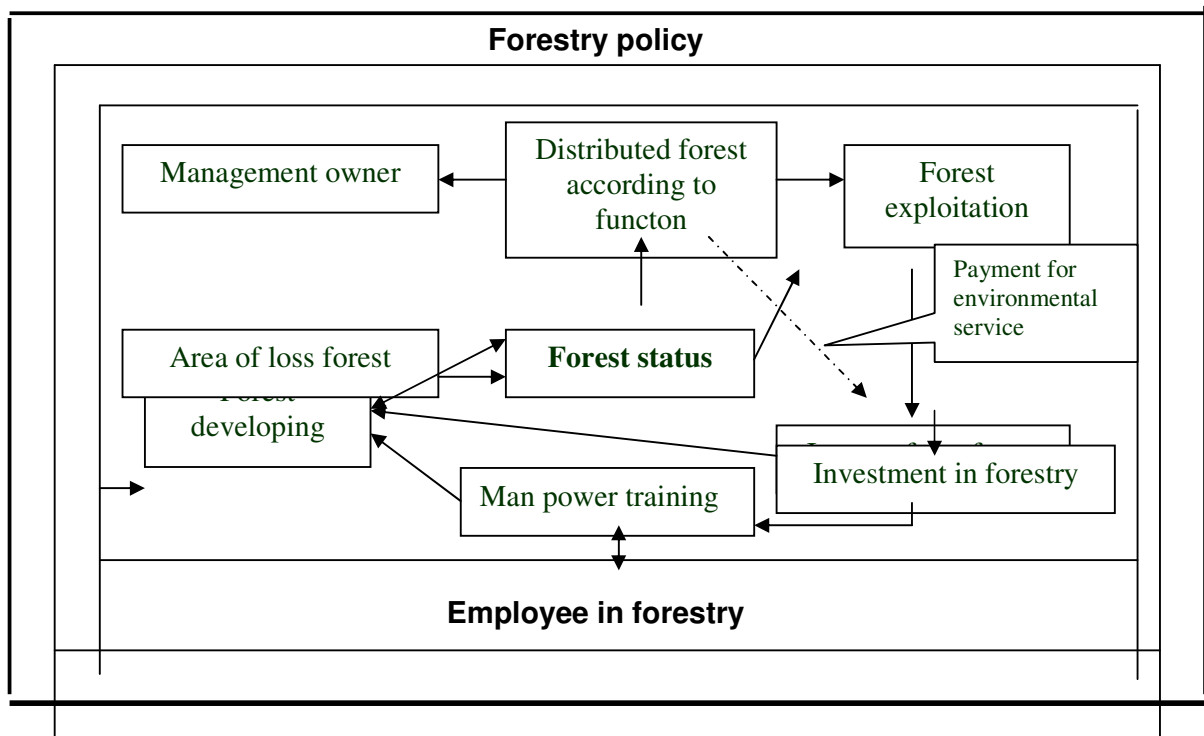 Forestry policy
Management owner
Distributed forest
according to
functon
Forest
exploitation
Payment for
environmental
service
Area of loss forest
Forest status
Forest
developing
Investment in forestry
Man power training
Employee in forestry